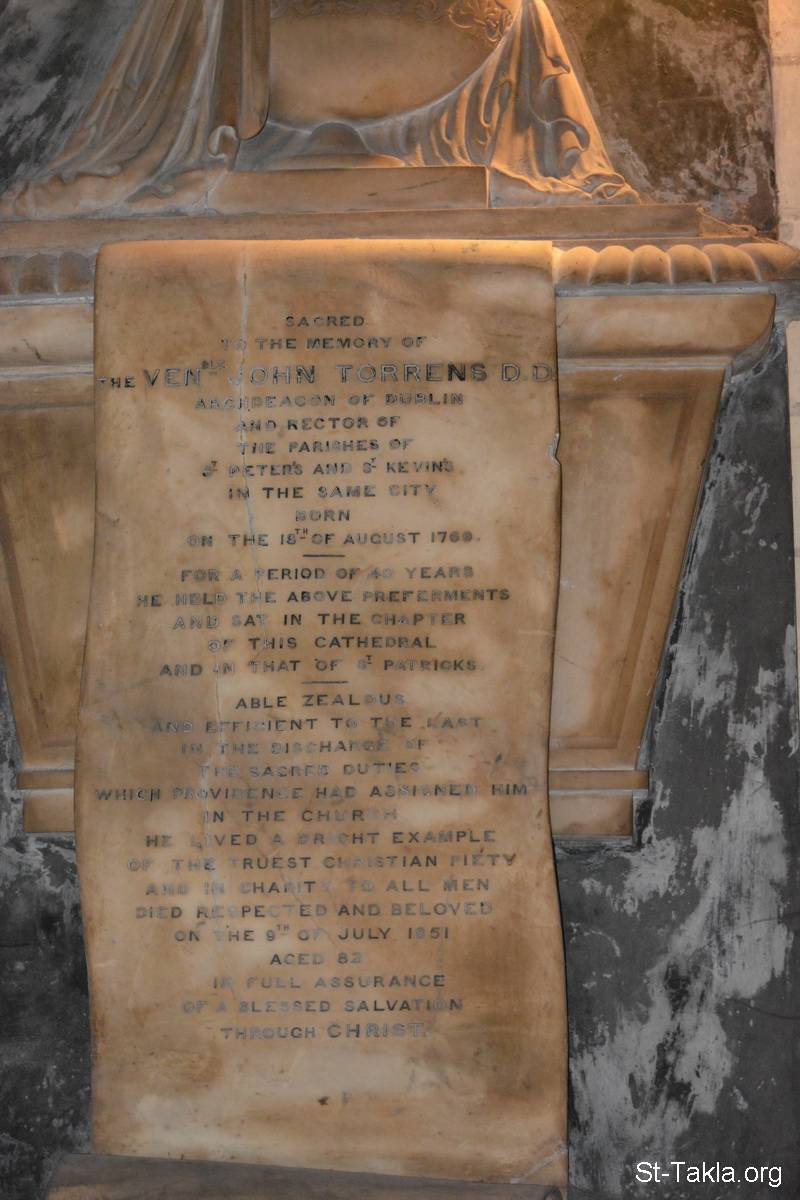 SACRED
TO THE MEMORY OF
THE VENBLE JOHN TORRENS D.D.
ARCHDEACON OF DUBLIN
AND RECTOR OF
THE PARISHES OF
ST PETER'S AND ST KEVIN'S
IN THE SAME CITY
BORN
ON THE 18TH OF AUGUST 1769.
FOR A PERIOD OF 40 YEARS
HE HELD THE ABOVE PREFERMENTS
AND SAT IN THE CHAPTER
OF THIS CATHEDRAL
AND IN THAT OF ST PATRICKS.
ABLE ZEALOUS
AND EFFICIENT TO THE LAST
IN THE DISCHARGE OF
THE SACRED DUTIES
WHICH PROVIDENCE HAD ASSIGNED HIM
IN THE CHURCH
HE LIVED A BRIGHT EXAMPLE
OF THE TRUEST CHRISTIAN PIETY
AND IN CHARITY TO ALL MEN
DIED RESPECTED AND BELOVED
ON THE 9TH OF JULY 1851
AGED 82
IN FULL ASSURANCE
OF A BLESSED SALVATION
THROUGH CHRIST.
St-Takla.org